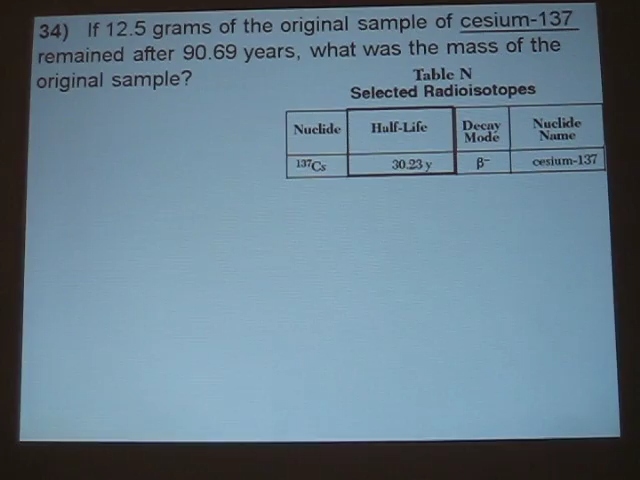 34) If 12.5 grams of the original sample of cesium-137
remained after 90.69 years, what was the mass of the
original sample?
Table N
Selected Radioisotopes
Nuclide Half-Life Decay Mode Nuclide Name
137Cs 30.23 y β− cesium-137